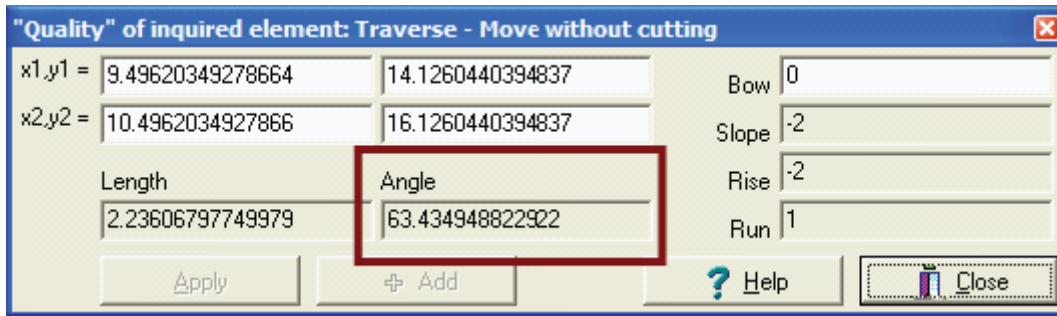 "Quality" of inquired element: Traverse - Move without cutting
x1,y1 = 9.49620349278664 14.1260440394837 Bow 0
x2,y2 = 10.4962034927866 16.1260440394837 Slope -2
Length Angle Rise -2
2.23606797749979 63.434948822922 Run 1
Apply Add ? Help Close